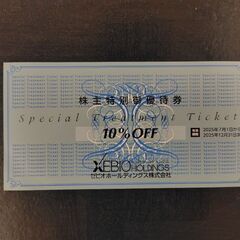 株主特別御優待券
Special Treatment Ticket
10%OFF
2025年7月1日から
2025年12月31日
XEBIO HOLDINGS
ゼビオホールディングス株式会社